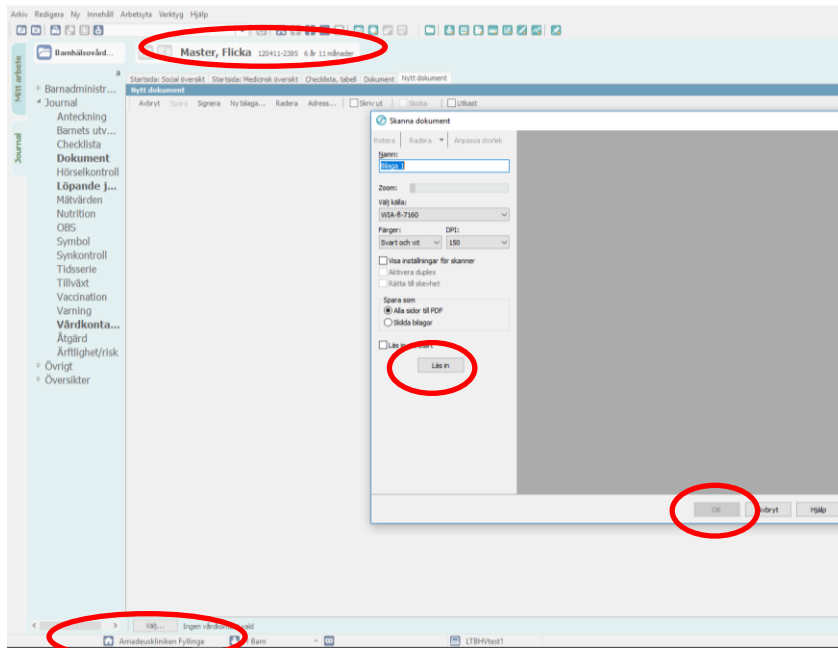 Arkiv Redigera Ny Innehåll Arbetsyta Verktyg Hjälp
Mitt arbete
Journal
Barnhälsovård...
Master, Flicka 120411-2385 6 år 11 månader
Startsida: Social översikt Startsida: Medicinsk översikt Checklista, tabell Dokument Nytt dokument
Nytt dokument
Avbryt Spara Signera Ny bilaga... Radera Adress... Skriv ut Skicka Utkast
Barnadministr...
Journal
Anteckning
Barnets utv...
Checklista
Dokument
Hörselkontroll
Löpande j...
Mätvärden
Nutrition
OBS
Symbol
Synkontroll
Tidsserie
Tillväxt
Vaccination
Varning
Vårdkonta...
Åtgärd
Ärftlighet/risk
Övrigt
Översikter
Skanna dokument
Rotera Radera Anpassa storlek
Namn:
Bilaga 1
Zoom:
Välj källa:
WIA-fi-7160
Färger: DPI:
Svart och vit 150
Visa inställningar för skanner
Aktivera duplex
Rätta till skevhet
Spara som
Alla sidor till PDF
Skilda bilagor
Läs in
OK Avbryt Hjälp
Välj... Ingen
Amadeuskliniken Fyllinge Barn LTBHVtest1